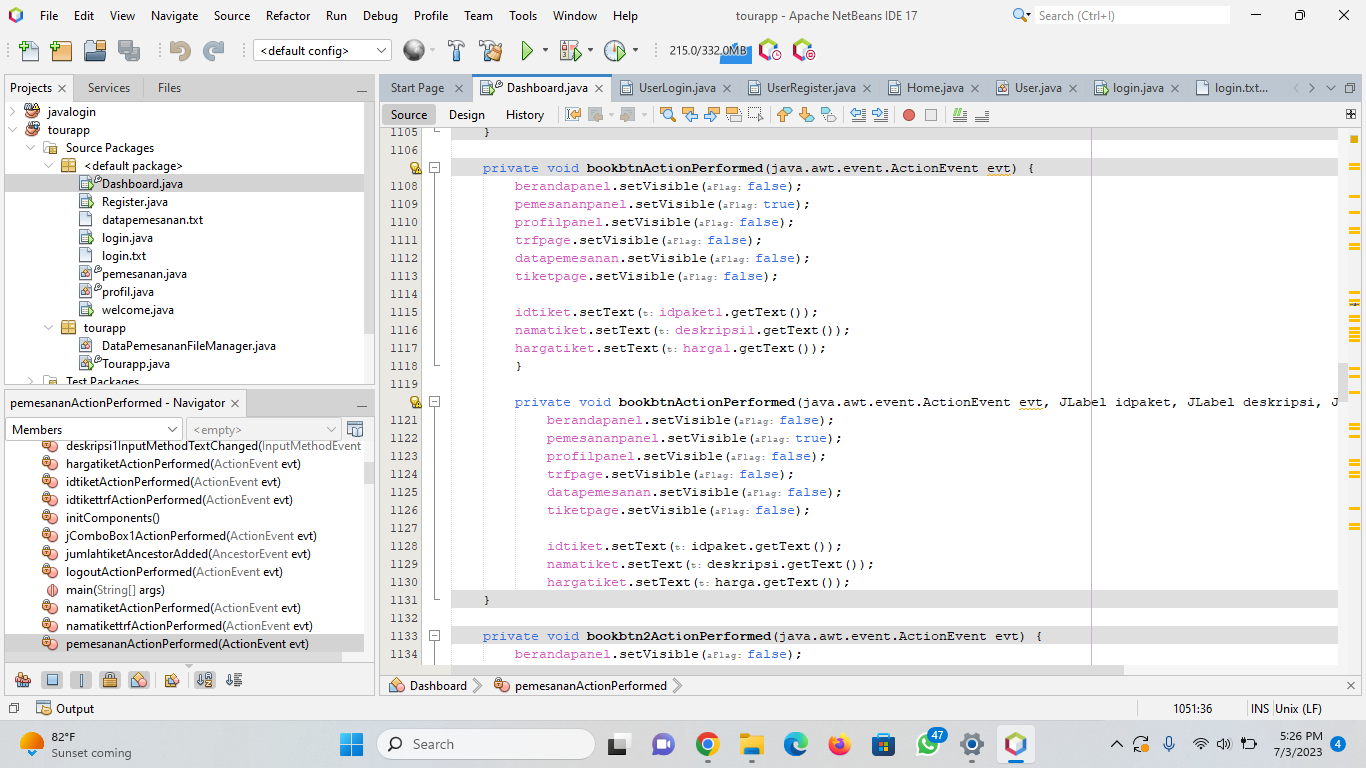 File Edit View Navigate Source Refactor Run Debug Profile Team Tools Window Help tourapp - Apache NetBeans IDE 17 Search (Ctrl+I)
<default config> 215.0/332.0MB
Projects Services Files
javalogin
tourapp
Source Packages
<default package>
Dashboard.java
Register.java
datapemesanan.txt
login.java
login.txt
pemesanan.java
profil.java
welcome.java
tourapp
DataPemesananFileManager.java
Tourapp.java
Test Packages
pemesananActionPerformed - Navigator
Members <empty>
deskripsi1InputMethodTextChanged(InputMethodEvent
hargatiketActionPerformed(ActionEvent evt)
idtiketActionPerformed(ActionEvent evt)
idtikettrfActionPerformed(ActionEvent evt)
initComponents()
jComboBox1ActionPerformed(ActionEvent evt)
jumlahtiketAncestorAdded(AncestorEvent evt)
logoutActionPerformed(ActionEvent evt)
main(String[] args)
namatiketActionPerformed(ActionEvent evt)
namatikettrfActionPerformed(ActionEvent evt)
pemesananActionPerformed(ActionEvent evt)
Start Page Dashboard.java UserLogin.java UserRegister.java Home.java User.java login.java login.txt...
Source Design History
1105 }
1106
private void bookbtnActionPerformed(java.awt.event.ActionEvent evt) {
1108 berandapanel.setVisible(aFlag: false);
1109 pemesananpanel.setVisible(aFlag: true);
1110 profilpanel.setVisible(aFlag: false);
1111 trfpage.setVisible(aFlag: false);
1112 datapemesanan.setVisible(aFlag: false);
1113 tiketpage.setVisible(aFlag: false);
1114
1115 idtiket.setText(t: idpaket1.getText());
1116 namatiket.setText(t: deskripsi1.getText());
1117 hargatiket.setText(t: harga1.getText());
1118 }
1119
private void bookbtnActionPerformed(java.awt.event.ActionEvent evt, JLabel idpaket, JLabel deskripsi, J
1121 berandapanel.setVisible(aFlag: false);
1122 pemesananpanel.setVisible(aFlag: true);
1123 profilpanel.setVisible(aFlag: false);
1124 trfpage.setVisible(aFlag: false);
1125 datapemesanan.setVisible(aFlag: false);
1126 tiketpage.setVisible(aFlag: false);
1127
1128 idtiket.setText(t: idpaket.getText());
1129 namatiket.setText(t: deskripsi.getText());
1130 hargatiket.setText(t: harga.getText());
1131 }
1132
1133 private void bookbtn2ActionPerformed(java.awt.event.ActionEvent evt) {
1134 berandapanel.setVisible(aFlag: false);
Dashboard pemesananActionPerformed
Output 1051:36 INS Unix (LF)
82°F
Sunset coming
Search
47
5:26 PM
7/3/2023
4